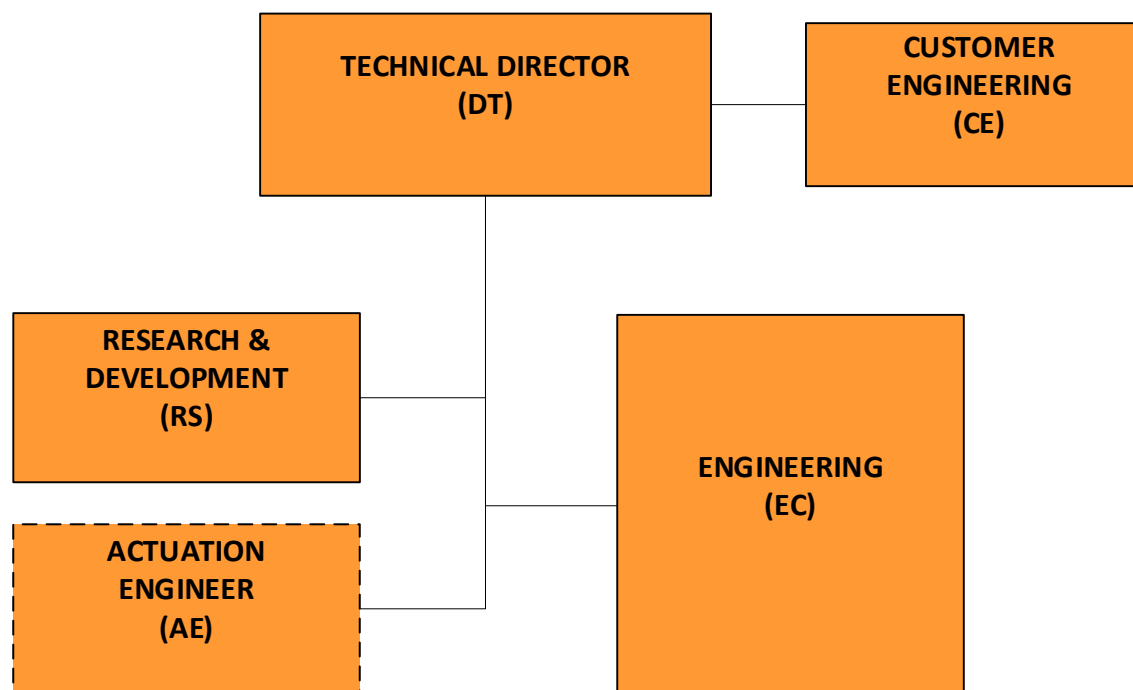 TECHNICAL DIRECTOR
(DT)
CUSTOMER
ENGINEERING
(CE)
RESEARCH &
DEVELOPMENT
(RS)
ENGINEERING
(EC)
ACTUATION
ENGINEER
(AE)